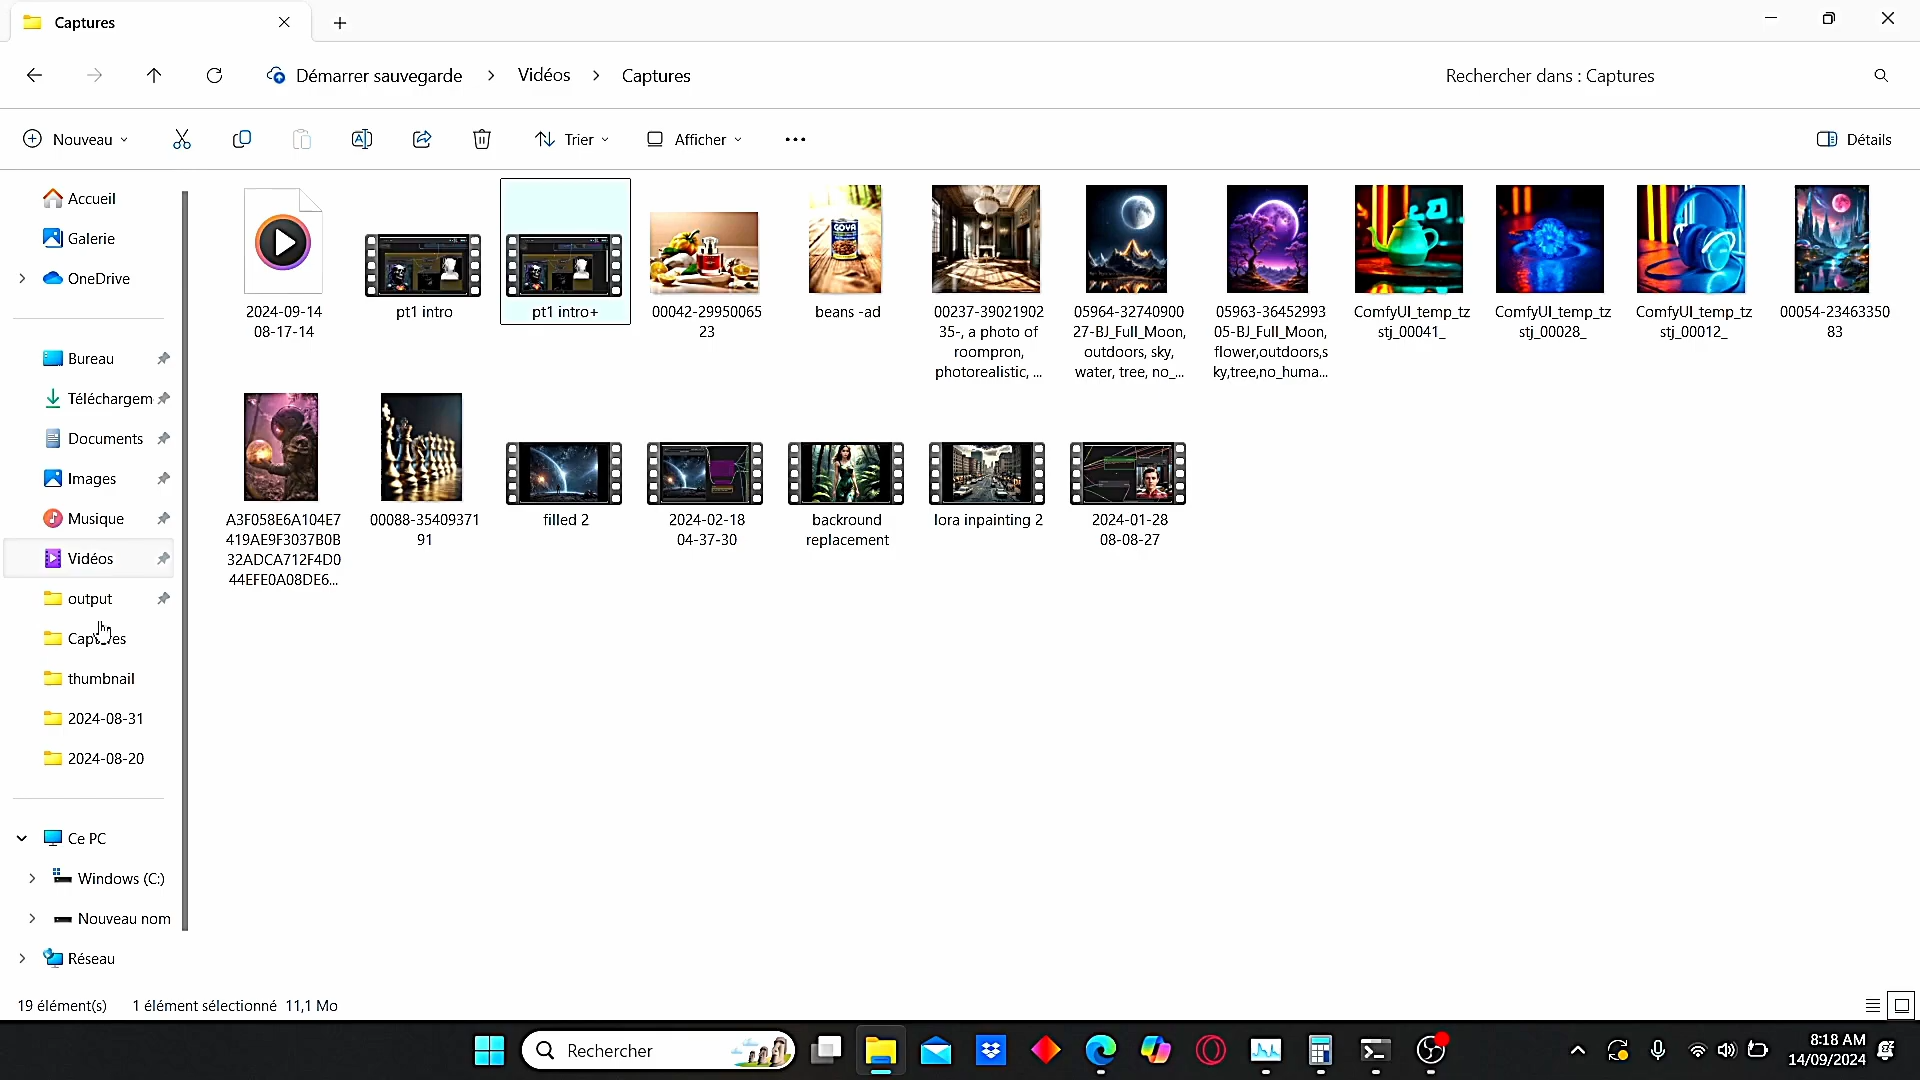 Captures
Démarrer sauvegarde > Vidéos > Captures
Rechercher dans : Captures
Nouveau
Trier
Afficher
Détails
Accueil
Galerie
OneDrive
Bureau
Téléchargem
Documents
Images
Musique
Vidéos
output
Captures
thumbnail
2024-08-31
2024-08-20
Ce PC
Windows (C:)
Nouveau nom
Réseau
2024-09-14
08-17-14
pt1 intro
pt1 intro+
00042-29950065
23
GOYA
beans -ad
00237-39021902
35-, a photo of
roompron,
photorealistic, ...
05964-32740900
27-BJ_Full_Moon,
outdoors, sky,
water, tree, no_...
05963-36452993
05-BJ_Full_Moon,
flower,outdoors,s
ky,tree,no_huma...
ComfyUI_temp_tz
stj_00041_
ComfyUI_temp_tz
stj_00028_
ComfyUI_temp_tz
stj_00012_
00054-23463350
83
A3F058E6A104E7
419AE9F3037B0B
32ADCA712F4D0
44EFE0A08DE6...
00088-35409371
91
filled 2
2024-02-18
04-37-30
backround
replacement
lora inpainting 2
2024-01-28
08-08-27
19 élément(s)
1 élément sélectionné 11,1 Mo
Rechercher
8:18 AM
14/09/2024